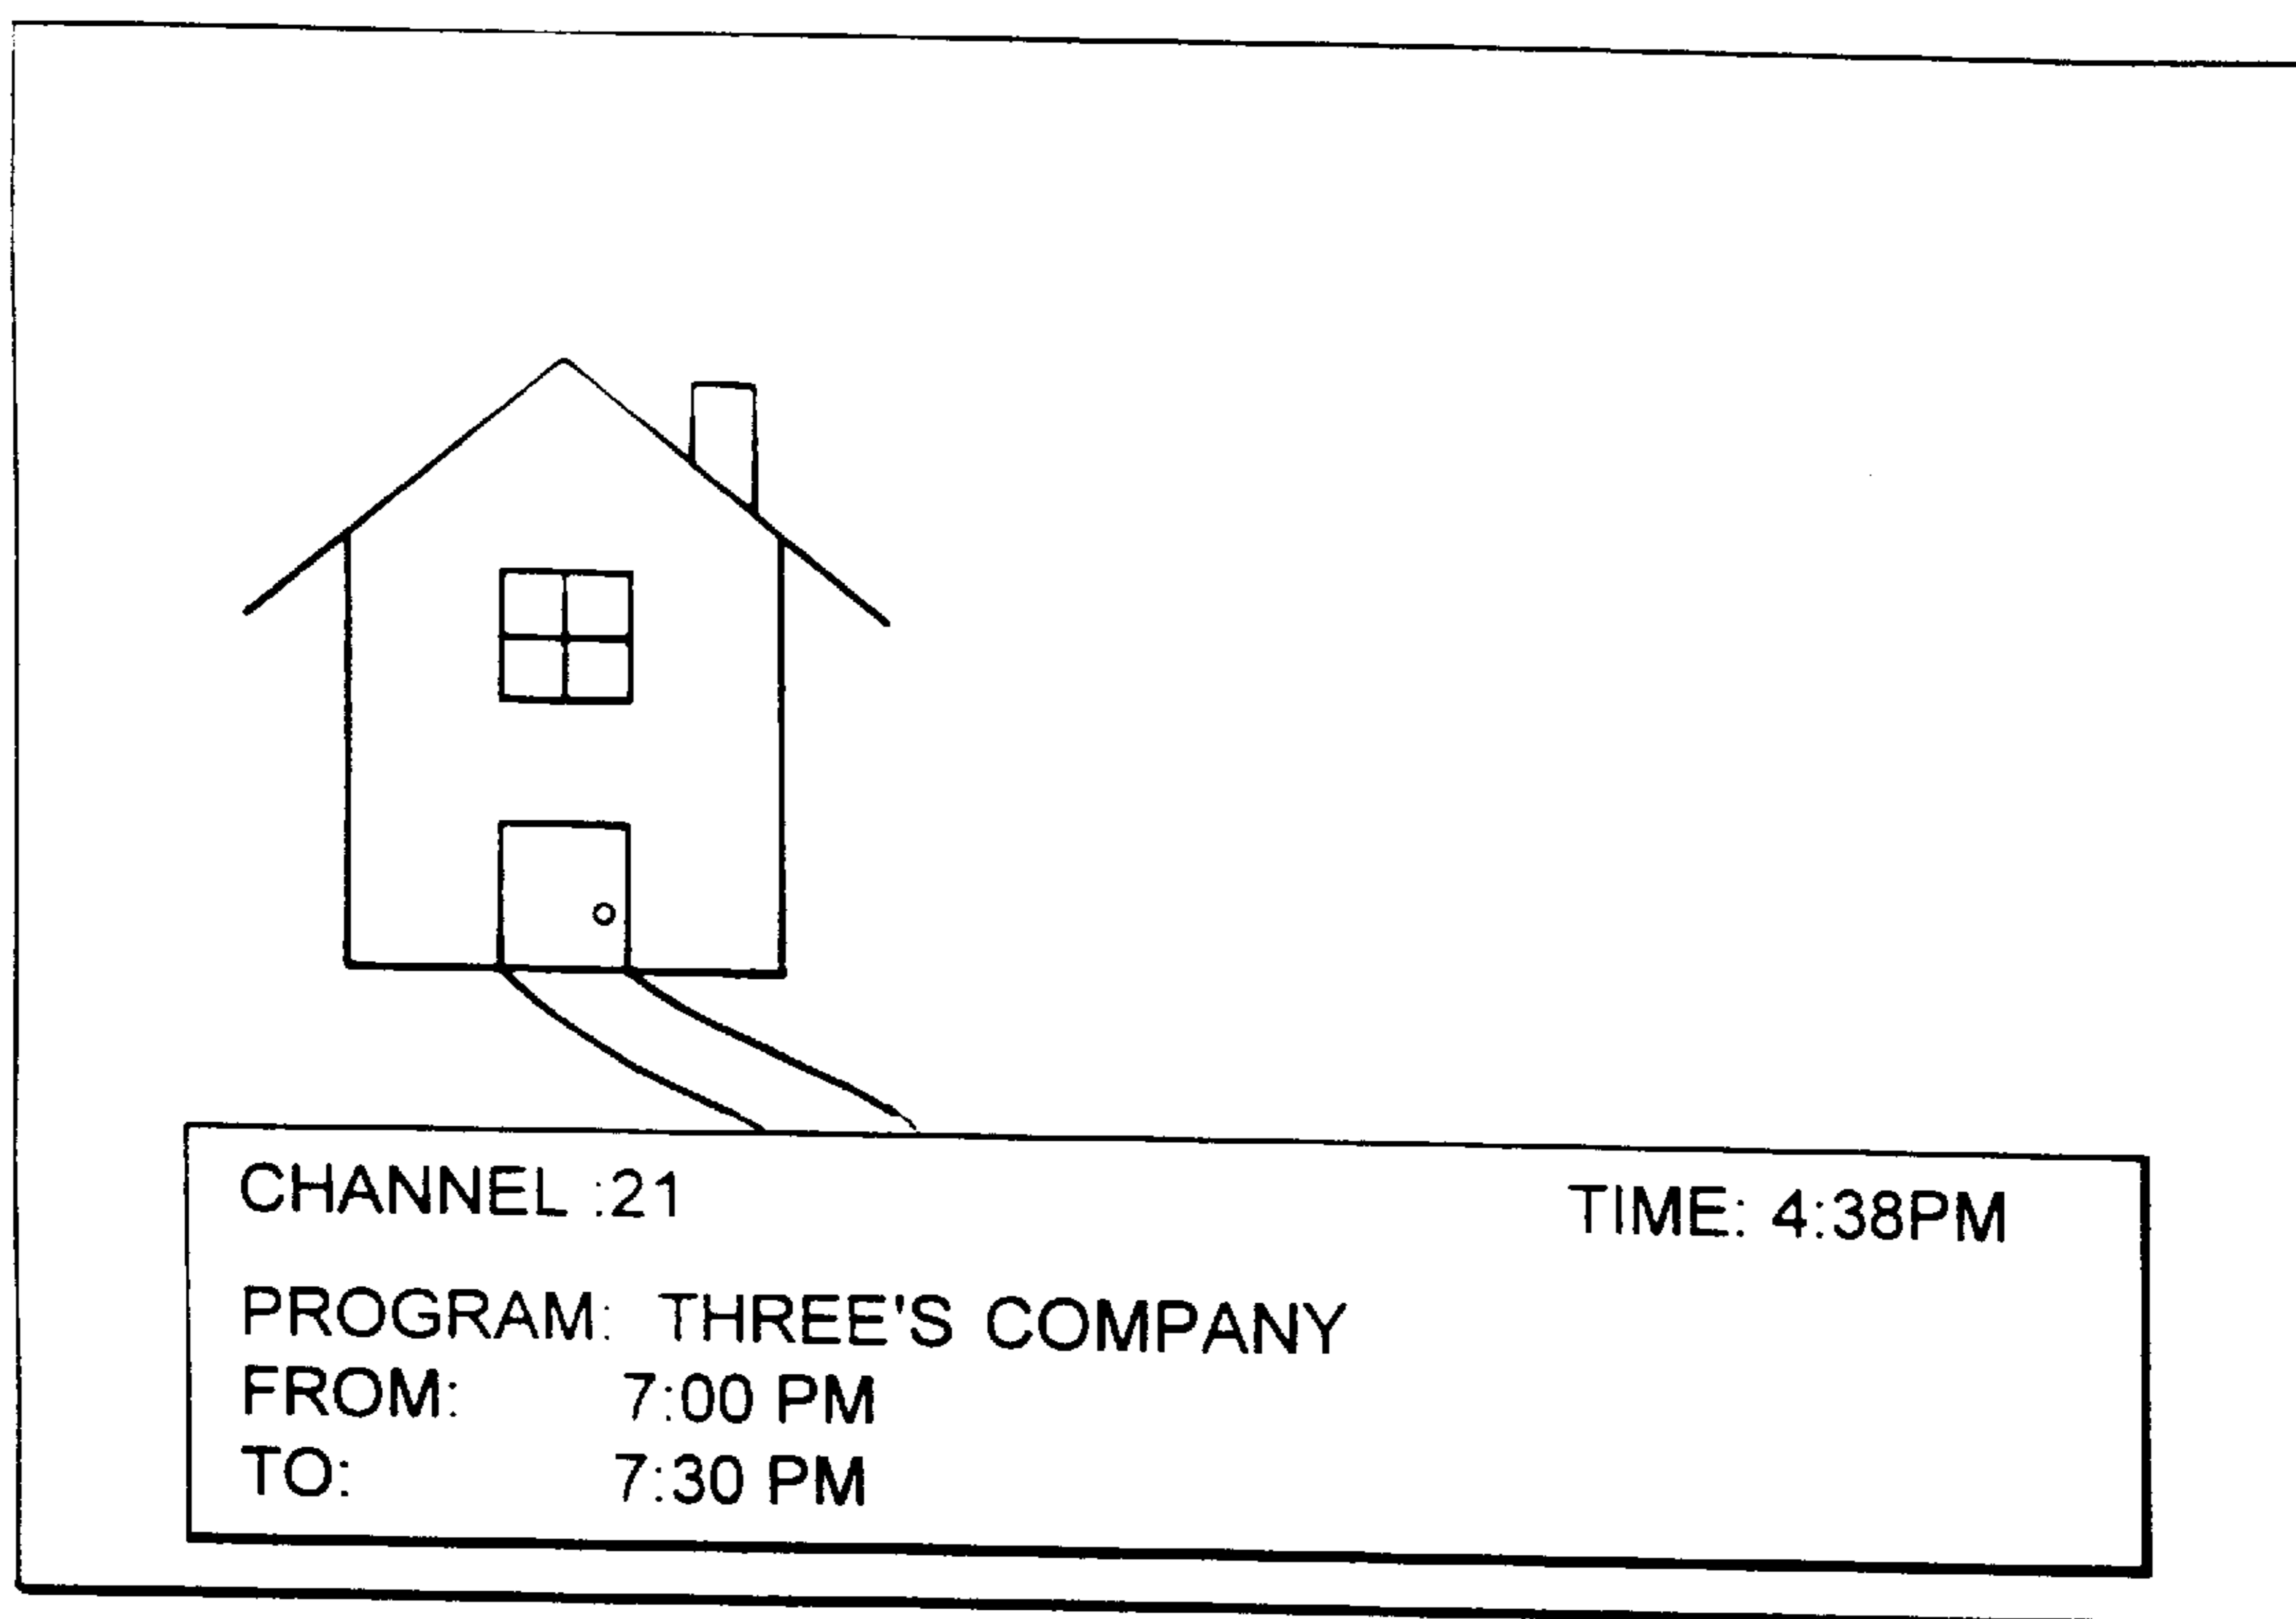 CHANNEL :21
TIME: 4:38PM
PROGRAM: THREE'S COMPANY
FROM: 7:00 PM
TO: 7:30 PM